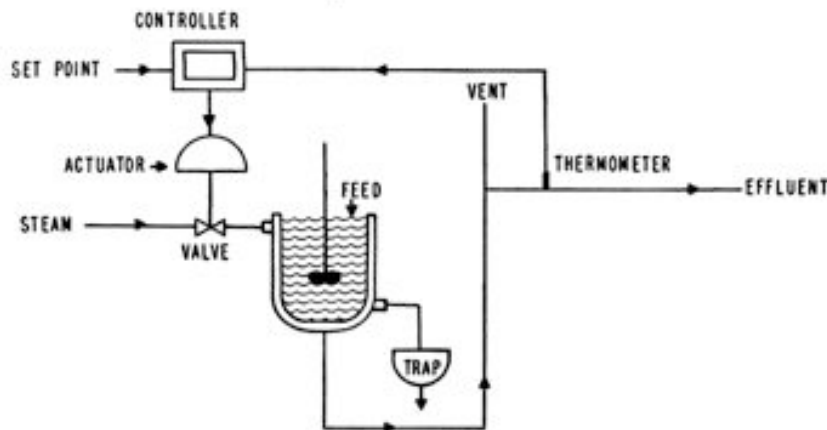 CONTROLLER
SET POINT
VENT
ACTUATOR
THERMOMETER
FEED
EFFLUENT
STEAM
VALVE
TRAP